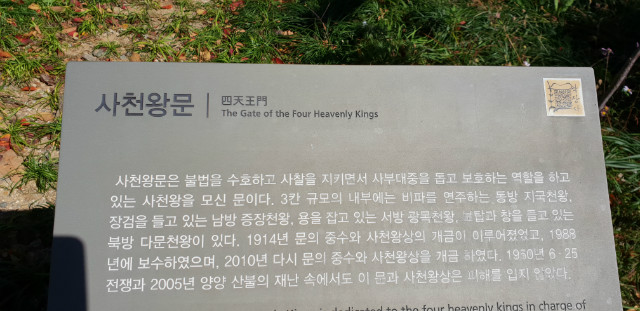 사천왕문
四天王門
The Gate of the Four Heavenly Kings
사천왕문은 불법을 수호하고 사찰을 지키면서 사부대중을 돕고 보호하는 역할을 하고
있는 사천왕을 모신 문이다. 3칸 규모의 내부에는 비파를 연주하는 동방 지국천왕,
장검을 들고 있는 남방 증장천왕, 용을 잡고 있는 서방 광목천왕, 보탑과 창을 들고 있는
북방 다문천왕이 있다. 1914년 문의 중수와 사천왕상의 개금이 이루어졌었고, 1988
년에 보수하였으며, 2010년 다시 문의 중수와 사천왕상을 개금 하였다. 1950년 6·25
전쟁과 2005년 양양 산불의 재난 속에서도 이 문과 사천왕상은 피해를 입지 않았다.
is dedicated to the four heavenly kings in charge of